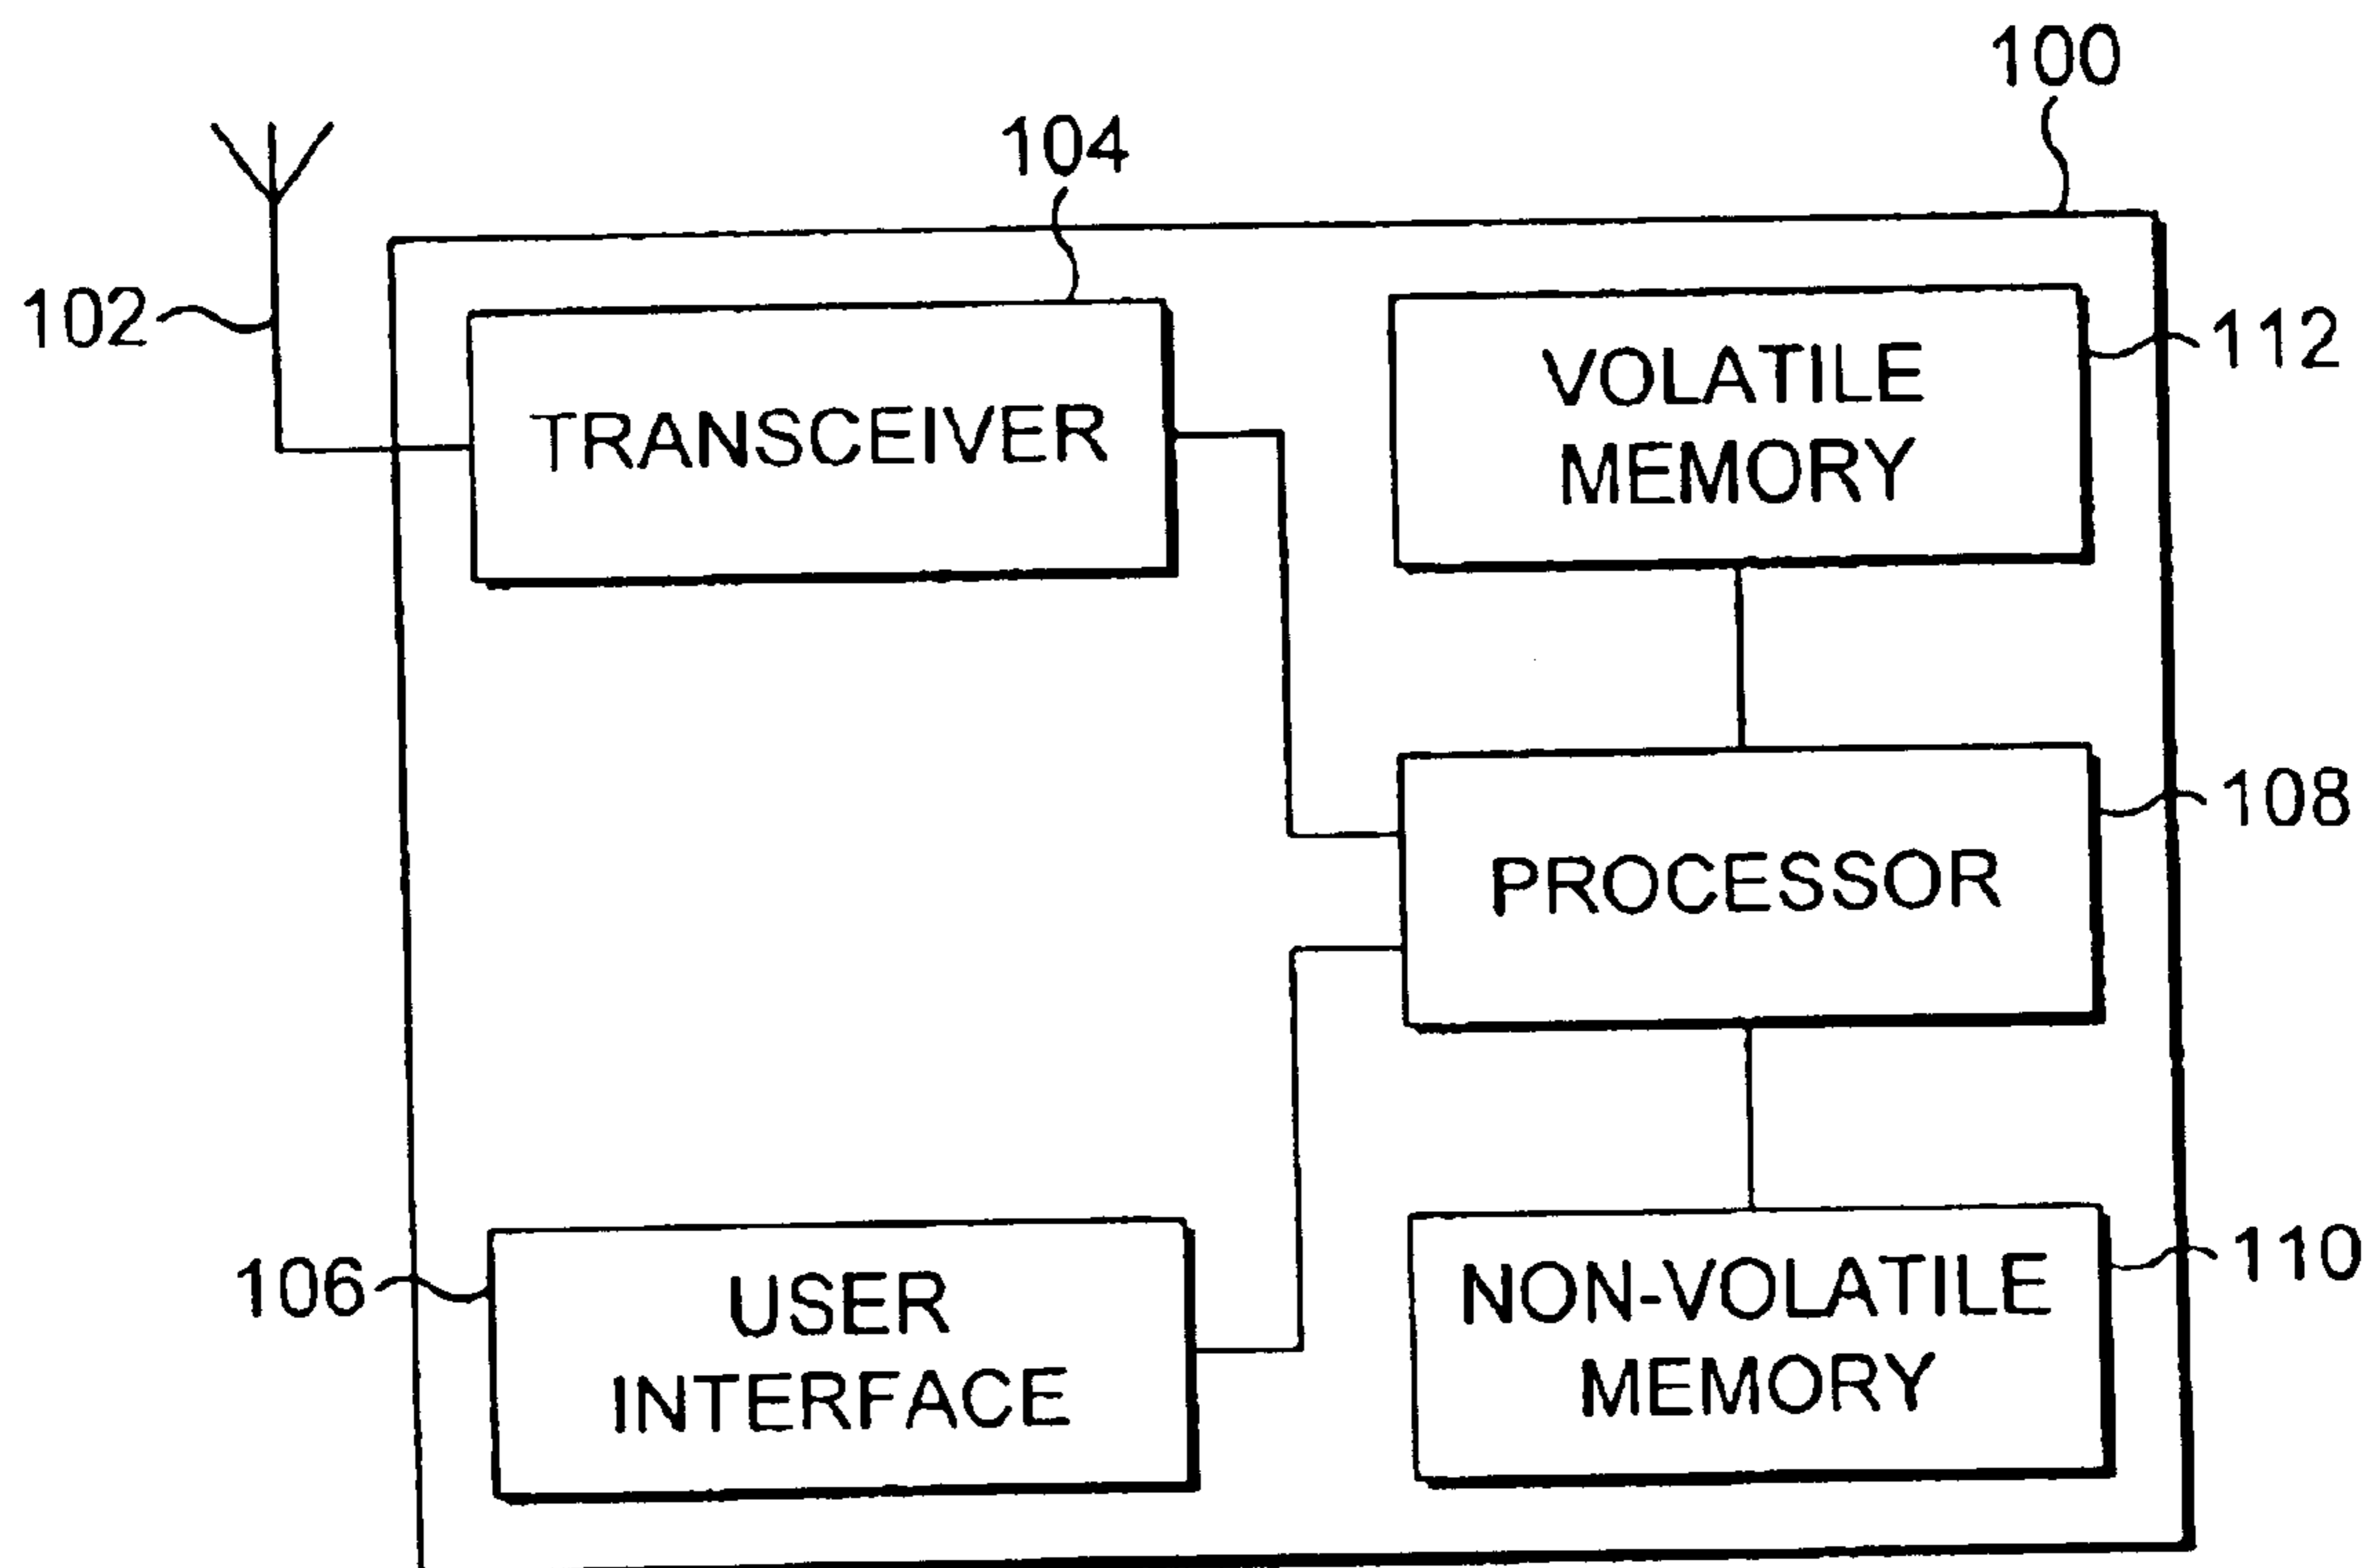 100
104
102
112
TRANSCEIVER
VOLATILE
MEMORY
108
PROCESSOR
106
USER
INTERFACE
110
NON-VOLATILE
MEMORY